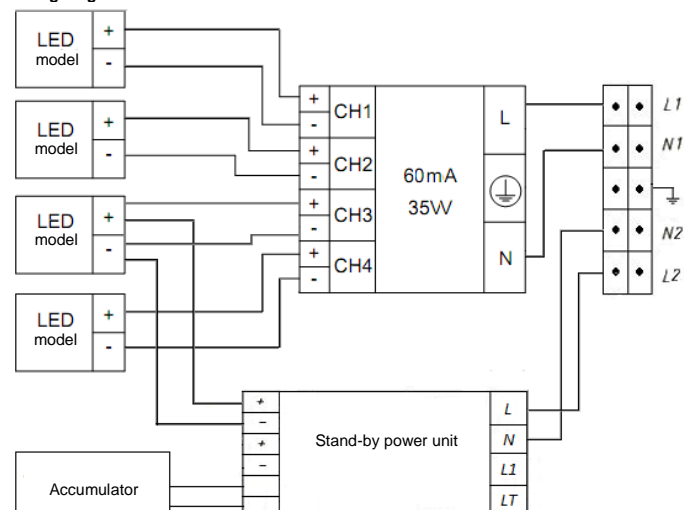 LED
model
+
-
LED
model
+
-
LED
model
+
-
LED
model
+
-
+
-
CH1
+
-
CH2
+
-
CH3
+
-
CH4
60mA
35W
L
N
L1
N1
N2
L2
+
−
+
−
Stand-by power unit
L
N
L1
LT
Accumulator